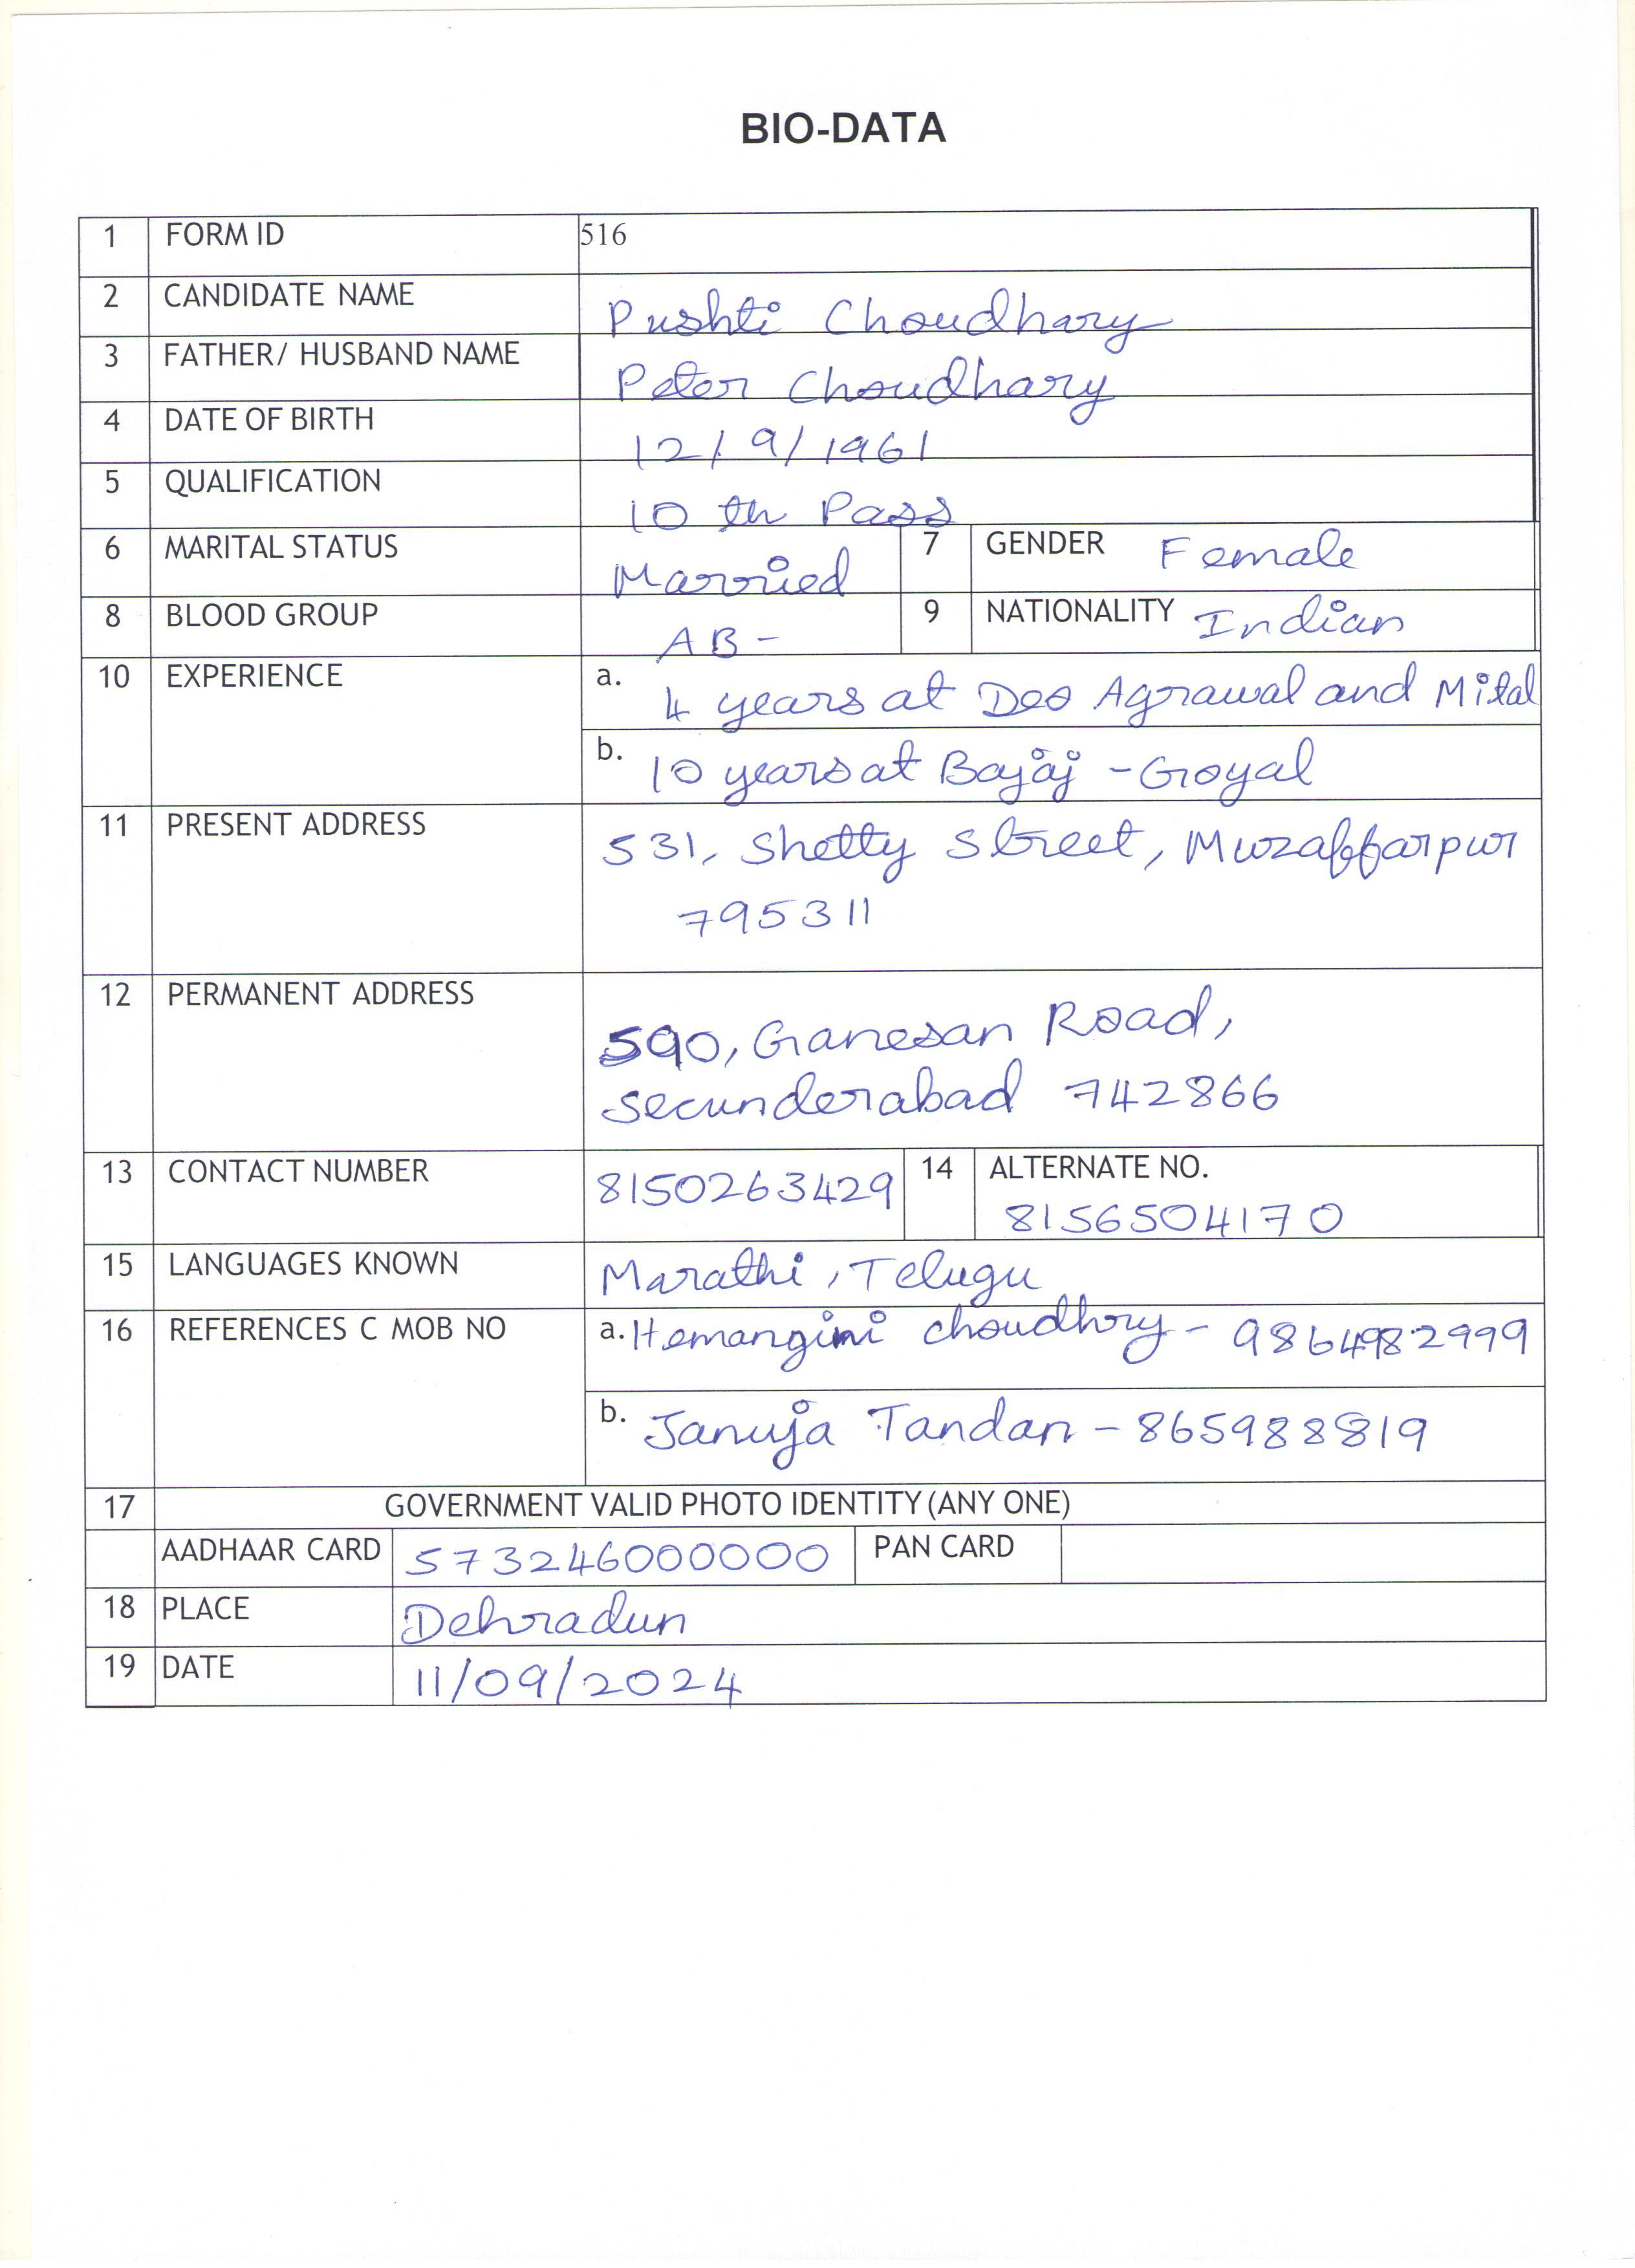 BIO-DATA
1 FORM ID 516
2 CANDIDATE NAME Pushti Choudhary
3 FATHER/ HUSBAND NAME Peter Choudhary
4 DATE OF BIRTH 12/9/1961
5 QUALIFICATION 10 th Pass
6 MARITAL STATUS Married 7 GENDER Female
8 BLOOD GROUP AB- 9 NATIONALITY Indian
10 EXPERIENCE a. 4 years at Deo Agrawal and Mital
b. 10 years at Bajaj - Goyal
11 PRESENT ADDRESS 531, Shetty Street, Muzaffarpur
795311
12 PERMANENT ADDRESS 590, Ganesan Road,
Secunderabad 742866
13 CONTACT NUMBER 8150263429 14 ALTERNATE NO.
8156504170
15 LANGUAGES KNOWN Marathi, Telugu
16 REFERENCES C MOB NO a. Hemangini Choudhry - 9864982999
b. Januja Tandan - 865988819
17 GOVERNMENT VALID PHOTO IDENTITY (ANY ONE)
AADHAAR CARD 573246000000 PAN CARD
18 PLACE Dehradun
19 DATE 11/09/2024